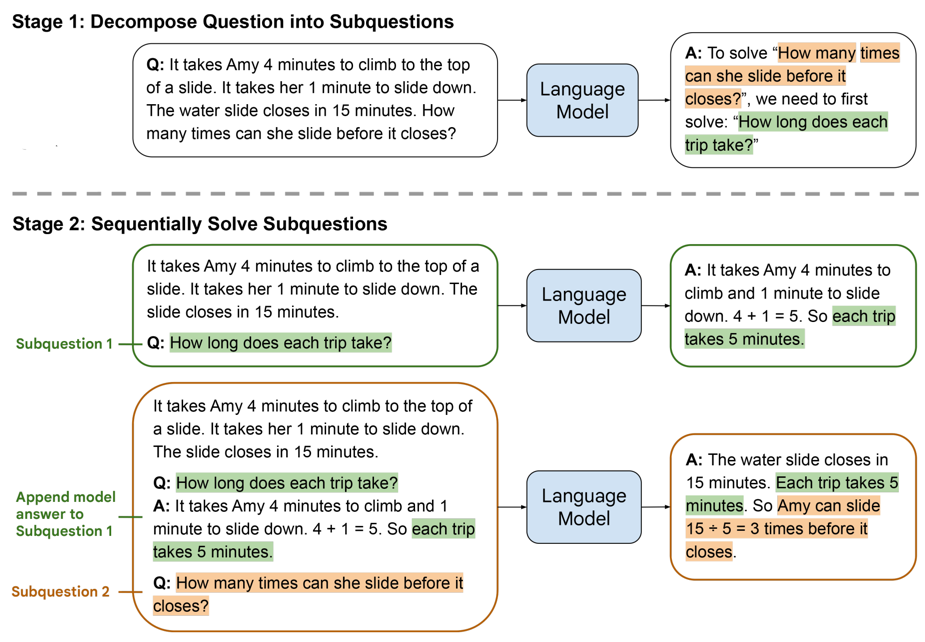 Stage 1: Decompose Question into Subquestions
Q: It takes Amy 4 minutes to climb to the top
of a slide. It takes her 1 minute to slide down.
The water slide closes in 15 minutes. How
many times can she slide before it closes?
Language
Model
A: To solve “How many times
can she slide before it
closes?”, we need to first
solve: “How long does each
trip take?”
Stage 2: Sequentially Solve Subquestions
It takes Amy 4 minutes to climb to the top of a
slide. It takes her 1 minute to slide down. The
slide closes in 15 minutes.
Subquestion 1
Q: How long does each trip take?
Language
Model
A: It takes Amy 4 minutes to
climb and 1 minute to slide
down. 4 + 1 = 5. So each trip
takes 5 minutes.
It takes Amy 4 minutes to climb to the top of
a slide. It takes her 1 minute to slide down.
The slide closes in 15 minutes.
Q: How long does each trip take?
Append model
answer to
Subquestion 1
A: It takes Amy 4 minutes to climb and 1
minute to slide down. 4 + 1 = 5. So each trip
takes 5 minutes.
Subquestion 2
Q: How many times can she slide before it
closes?
Language
Model
A: The water slide closes in
15 minutes. Each trip takes 5
minutes. So Amy can slide
15 ÷ 5 = 3 times before it
closes.